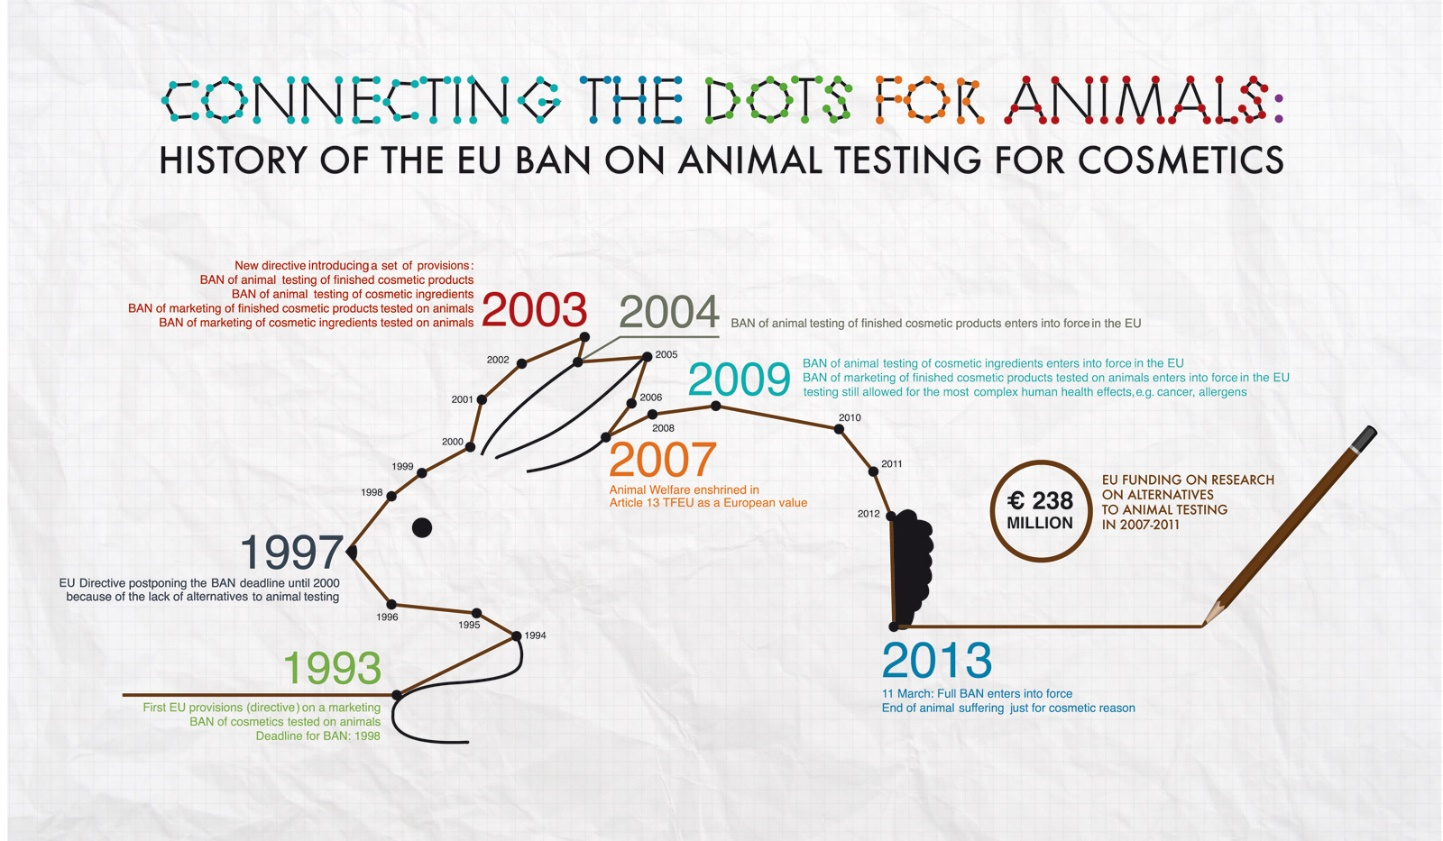 CONNECTING THE DOTS FOR ANIMALS:
HISTORY OF THE EU BAN ON ANIMAL TESTING FOR COSMETICS
New directive introducing a set of provisions:
BAN of animal testing of finished cosmetic products
BAN of animal testing of cosmetic ingredients
BAN of marketing of finished cosmetic products tested on animals
BAN of marketing of cosmetic ingredients tested on animals
2003
2004
BAN of animal testing of finished cosmetic products enters into force in the EU
2002
2005
2009
BAN of animal testing of cosmetic ingredients enters into force in the EU
BAN of marketing of finished cosmetic products tested on animals enters into force in the EU
testing still allowed for the most complex human health effects, e.g. cancer, allergens
2001
2006
2008
2010
2000
2007
Animal Welfare enshrined in
Article 13 TFEU as a European value
1999
2011
1998
2012
€ 238
MILLION
EU FUNDING ON RESEARCH
ON ALTERNATIVES
TO ANIMAL TESTING
IN 2007-2011
1997
EU Directive postponing the BAN deadline until 2000
because of the lack of alternatives to animal testing
1996
1995
1994
1993
First EU provisions (directive) on a marketing
BAN of cosmetics tested on animals
Deadline for BAN: 1998
2013
11 March: Full BAN enters into force
End of animal suffering just for cosmetic reason